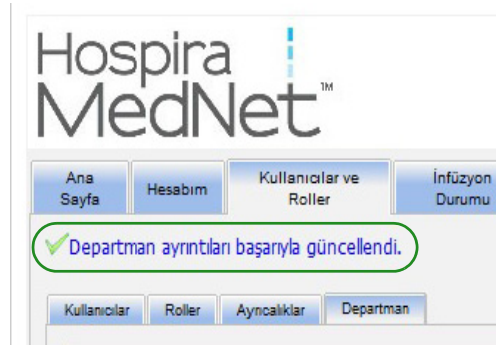 Hospira
MedNet™
Ana
Sayfa
Hesabım
Kullanıcılar ve
Roller
İnfüzyon
Durumu
Departman ayrıntıları başarıyla güncellendi.
Kullanıcılar
Roller
Ayrıcalıklar
Departman